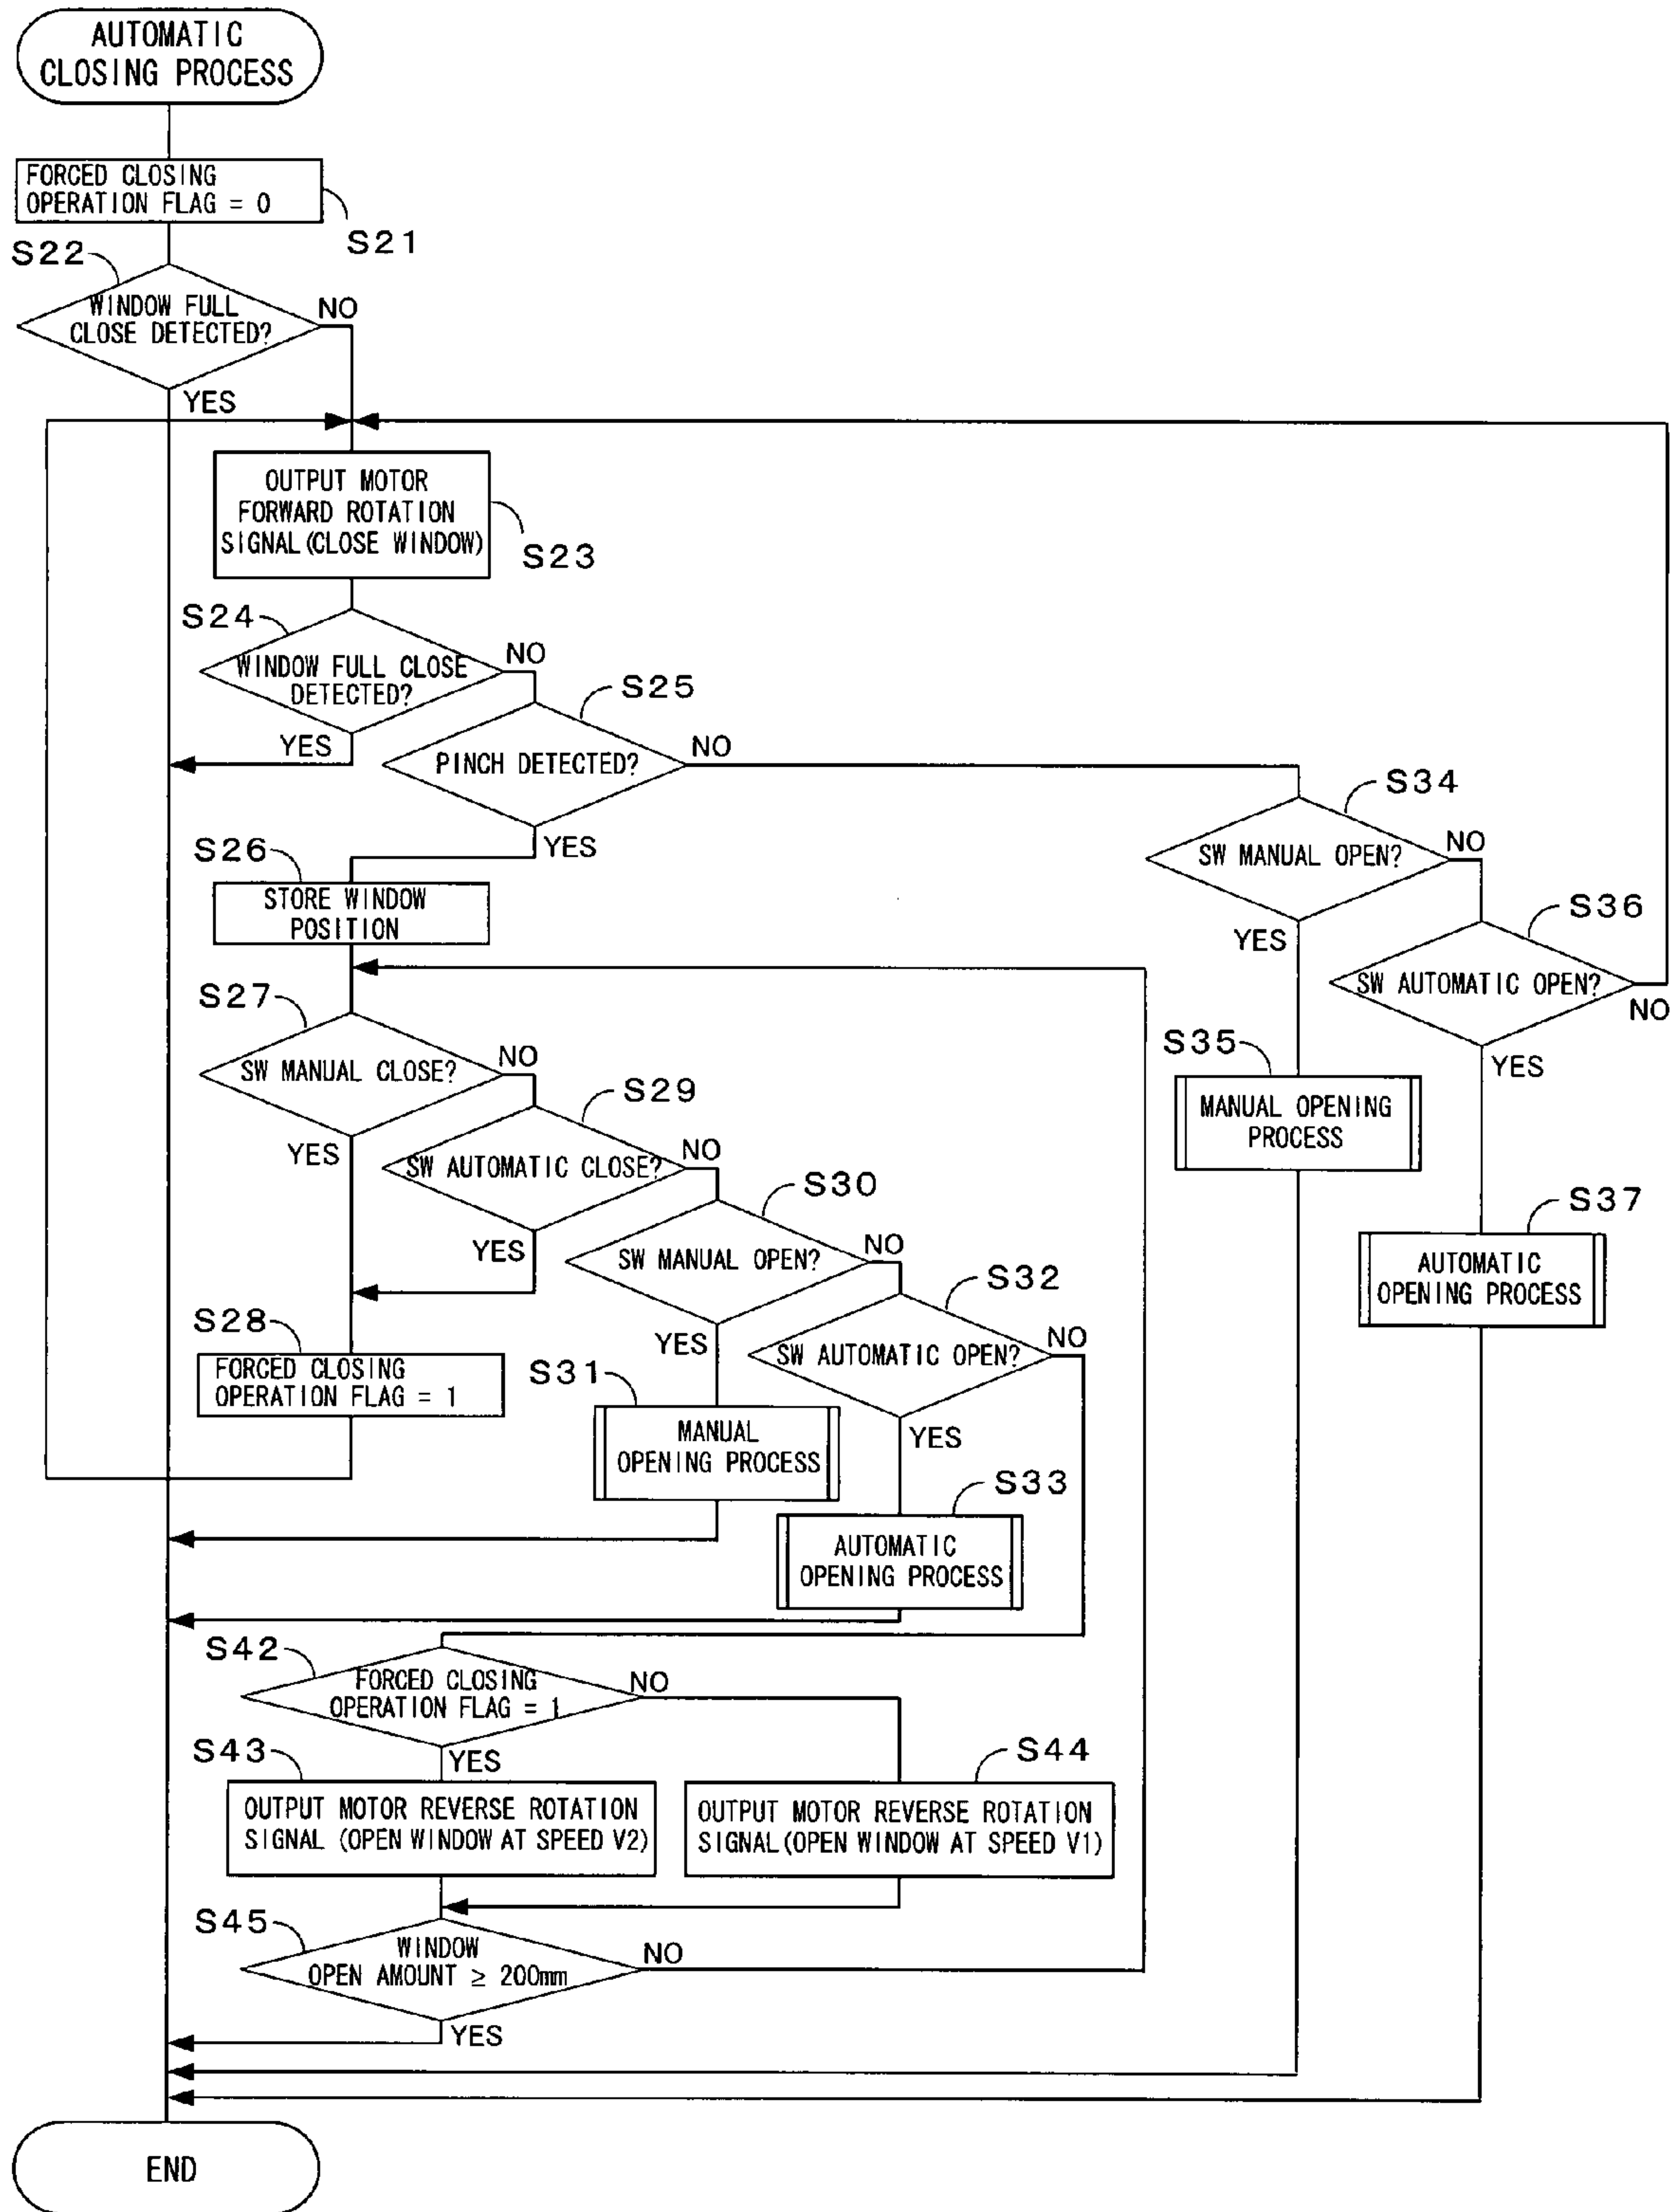 AUTOMATIC
CLOSING PROCESS
FORCED CLOSING
OPERATION FLAG = 0
S21
S22
WINDOW FULL
CLOSE DETECTED?
NO
YES
OUTPUT MOTOR
FORWARD ROTATION
SIGNAL(CLOSE WINDOW)
S23
S24
WINDOW FULL CLOSE
DETECTED?
NO
YES
S25
PINCH DETECTED?
NO
YES
S34
SW MANUAL OPEN?
NO
YES
S26
STORE WINDOW
POSITION
S36
SW AUTOMATIC OPEN?
NO
YES
S27
SW MANUAL CLOSE?
NO
YES
S35
MANUAL OPENING
PROCESS
S29
SW AUTOMATIC CLOSE?
NO
YES
S30
SW MANUAL OPEN?
NO
YES
S37
AUTOMATIC
OPENING PROCESS
S32
SW AUTOMATIC OPEN?
NO
YES
S28
FORCED CLOSING
OPERATION FLAG = 1
S31
MANUAL
OPENING PROCESS
S33
AUTOMATIC
OPENING PROCESS
S42
FORCED CLOSING
OPERATION FLAG = 1
NO
YES
S43
OUTPUT MOTOR REVERSE ROTATION
SIGNAL (OPEN WINDOW AT SPEED V2)
S44
OUTPUT MOTOR REVERSE ROTATION
SIGNAL(OPEN WINDOW AT SPEED V1)
S45
WINDOW
OPEN AMOUNT ≥ 200mm
NO
YES
END